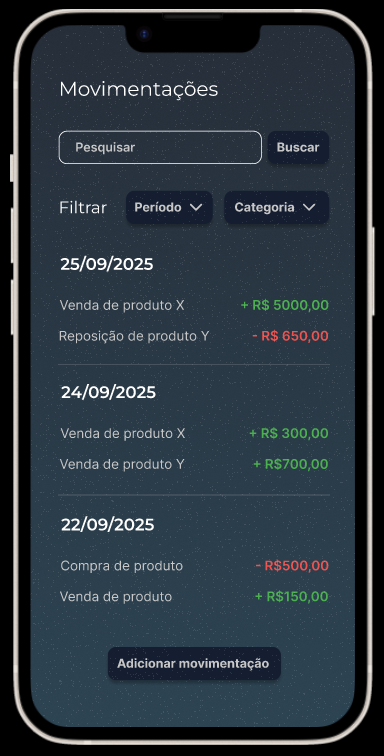 Movimentações
Pesquisar Buscar
Filtrar Período Categoria
25/09/2025
Venda de produto X + R$ 5000,00
Reposição de produto Y - R$ 650,00
24/09/2025
Venda de produto X + R$ 300,00
Venda de produto Y + R$700,00
22/09/2025
Compra de produto - R$500,00
Venda de produto + R$150,00
Adicionar movimentação